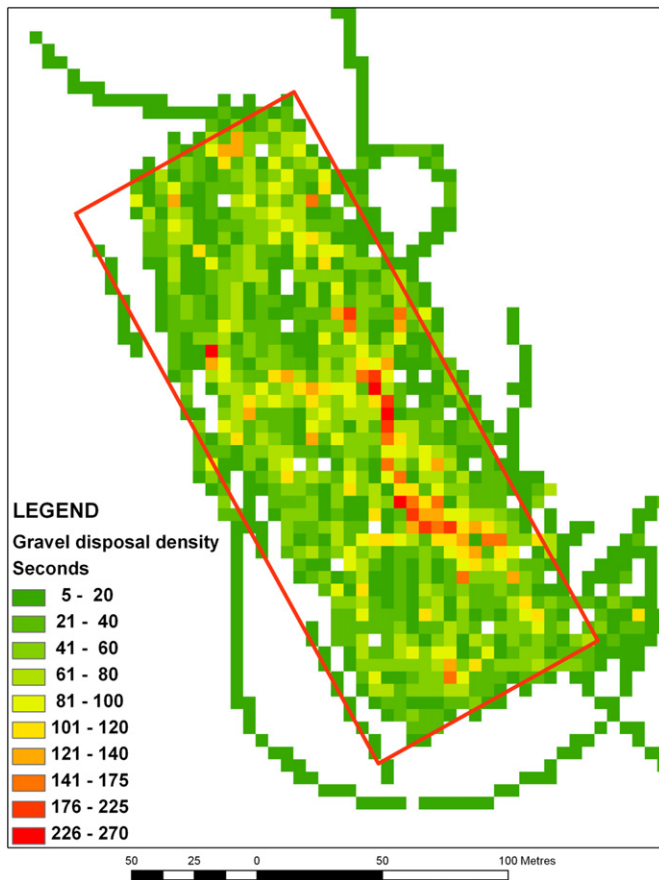 LEGEND
Gravel disposal density
Seconds
5 - 20
21 - 40
41 - 60
61 - 80
81 - 100
101 - 120
121 - 140
141 - 175
176 - 225
226 - 270
50 25 0 50 100 Metres